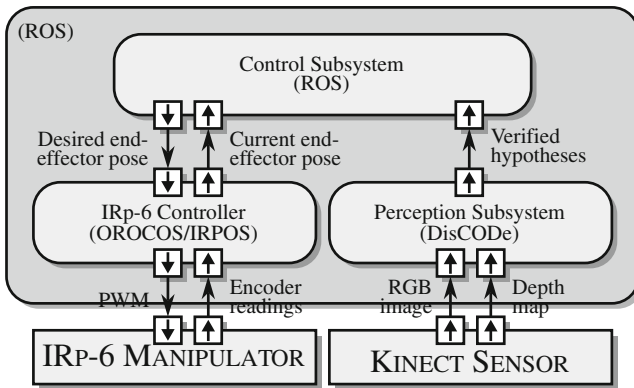 (ROS)
Control Subsystem
(ROS)
Desired end-
effector pose
Current end-
effector pose
Verified
hypotheses
IRp-6 Controller
(OROCOS/IRPOS)
Perception Subsystem
(DisCODe)
PWM
Encoder
readings
RGB
image
Depth
map
IRP-6 MANIPULATOR
KINECT SENSOR